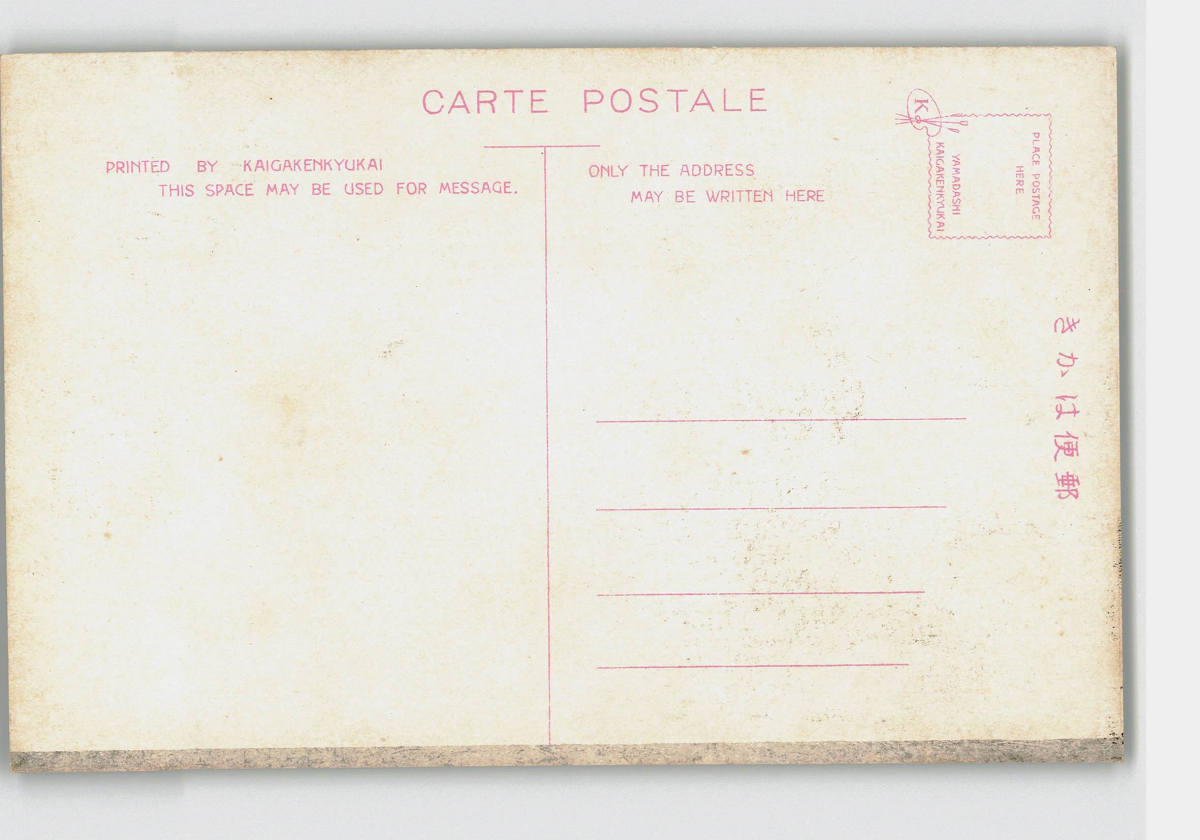 CARTE POSTALE
PRINTED BY KAIGAKENKYUKAI
THIS SPACE MAY BE USED FOR MESSAGE.
ONLY THE ADDRESS
MAY BE WRITTEN HERE
K
PLACE POSTAGE
HERE
YAMADASHI
KAIGAKENKYUKAI
郵便はかき